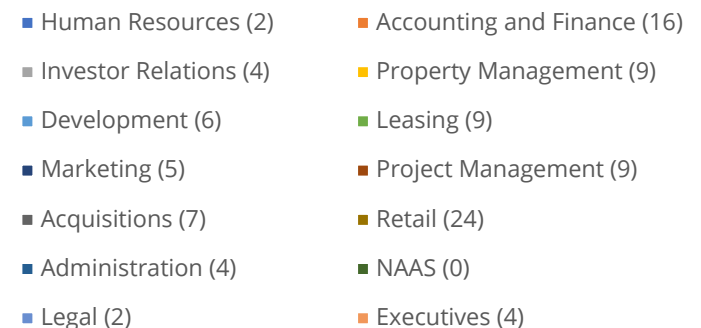 Human Resources (2) Accounting and Finance (16)
Investor Relations (4) Property Management (9)
Development (6) Leasing (9)
Marketing (5) Project Management (9)
Acquisitions (7) Retail (24)
Administration (4) NAAS (0)
Legal (2) Executives (4)